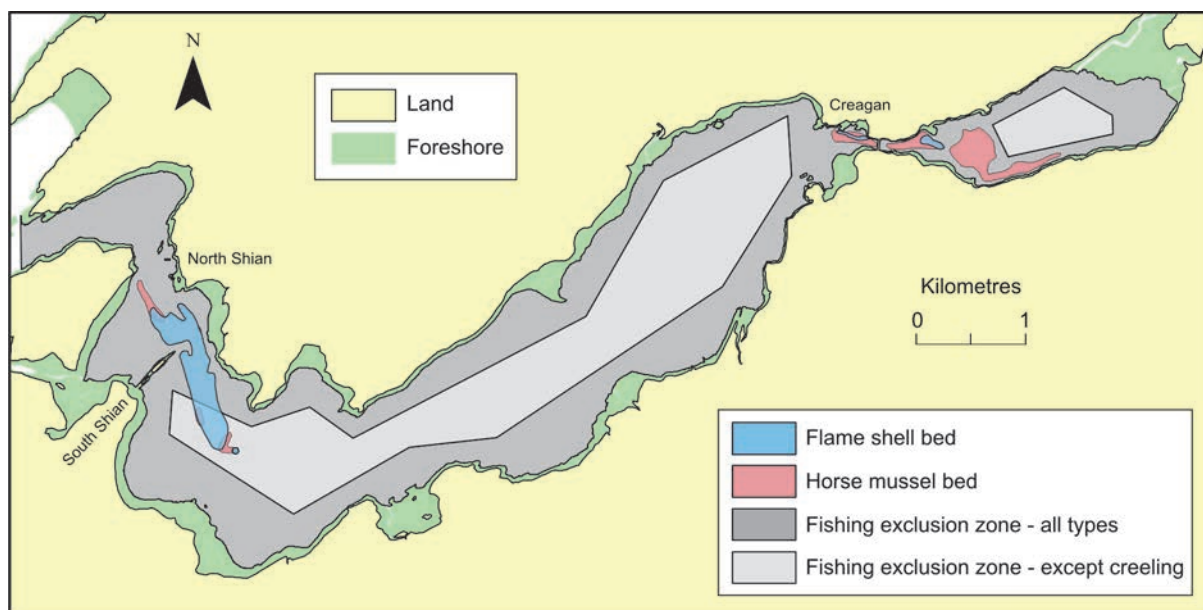 N
Land
Foreshore
Creagan
North Shian
Kilometres
0 1
South Shian
Flame shell bed
Horse mussel bed
Fishing exclusion zone - all types
Fishing exclusion zone - except creeling